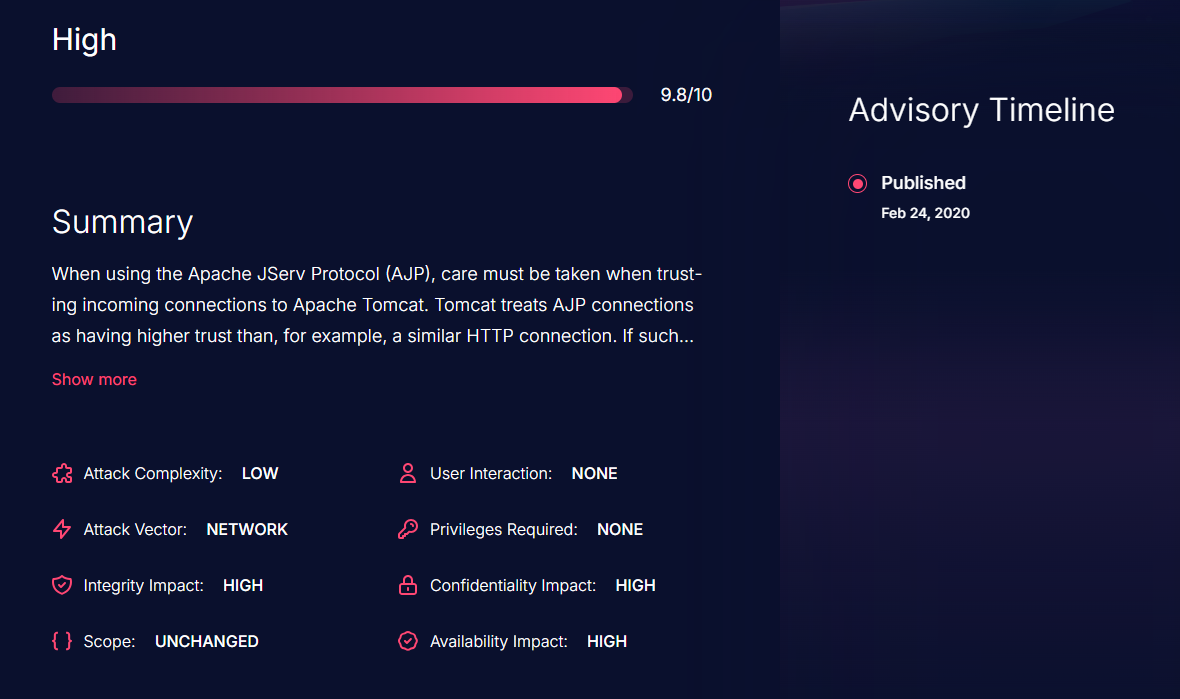 High
9.8/10
Summary
When using the Apache JServ Protocol (AJP), care must be taken when trust-
ing incoming connections to Apache Tomcat. Tomcat treats AJP connections
as having higher trust than, for example, a similar HTTP connection. If such...
Show more
Attack Complexity: LOW
User Interaction: NONE
Attack Vector: NETWORK
Privileges Required: NONE
Integrity Impact: HIGH
Confidentiality Impact: HIGH
Scope: UNCHANGED
Availability Impact: HIGH
Advisory Timeline
Published
Feb 24, 2020